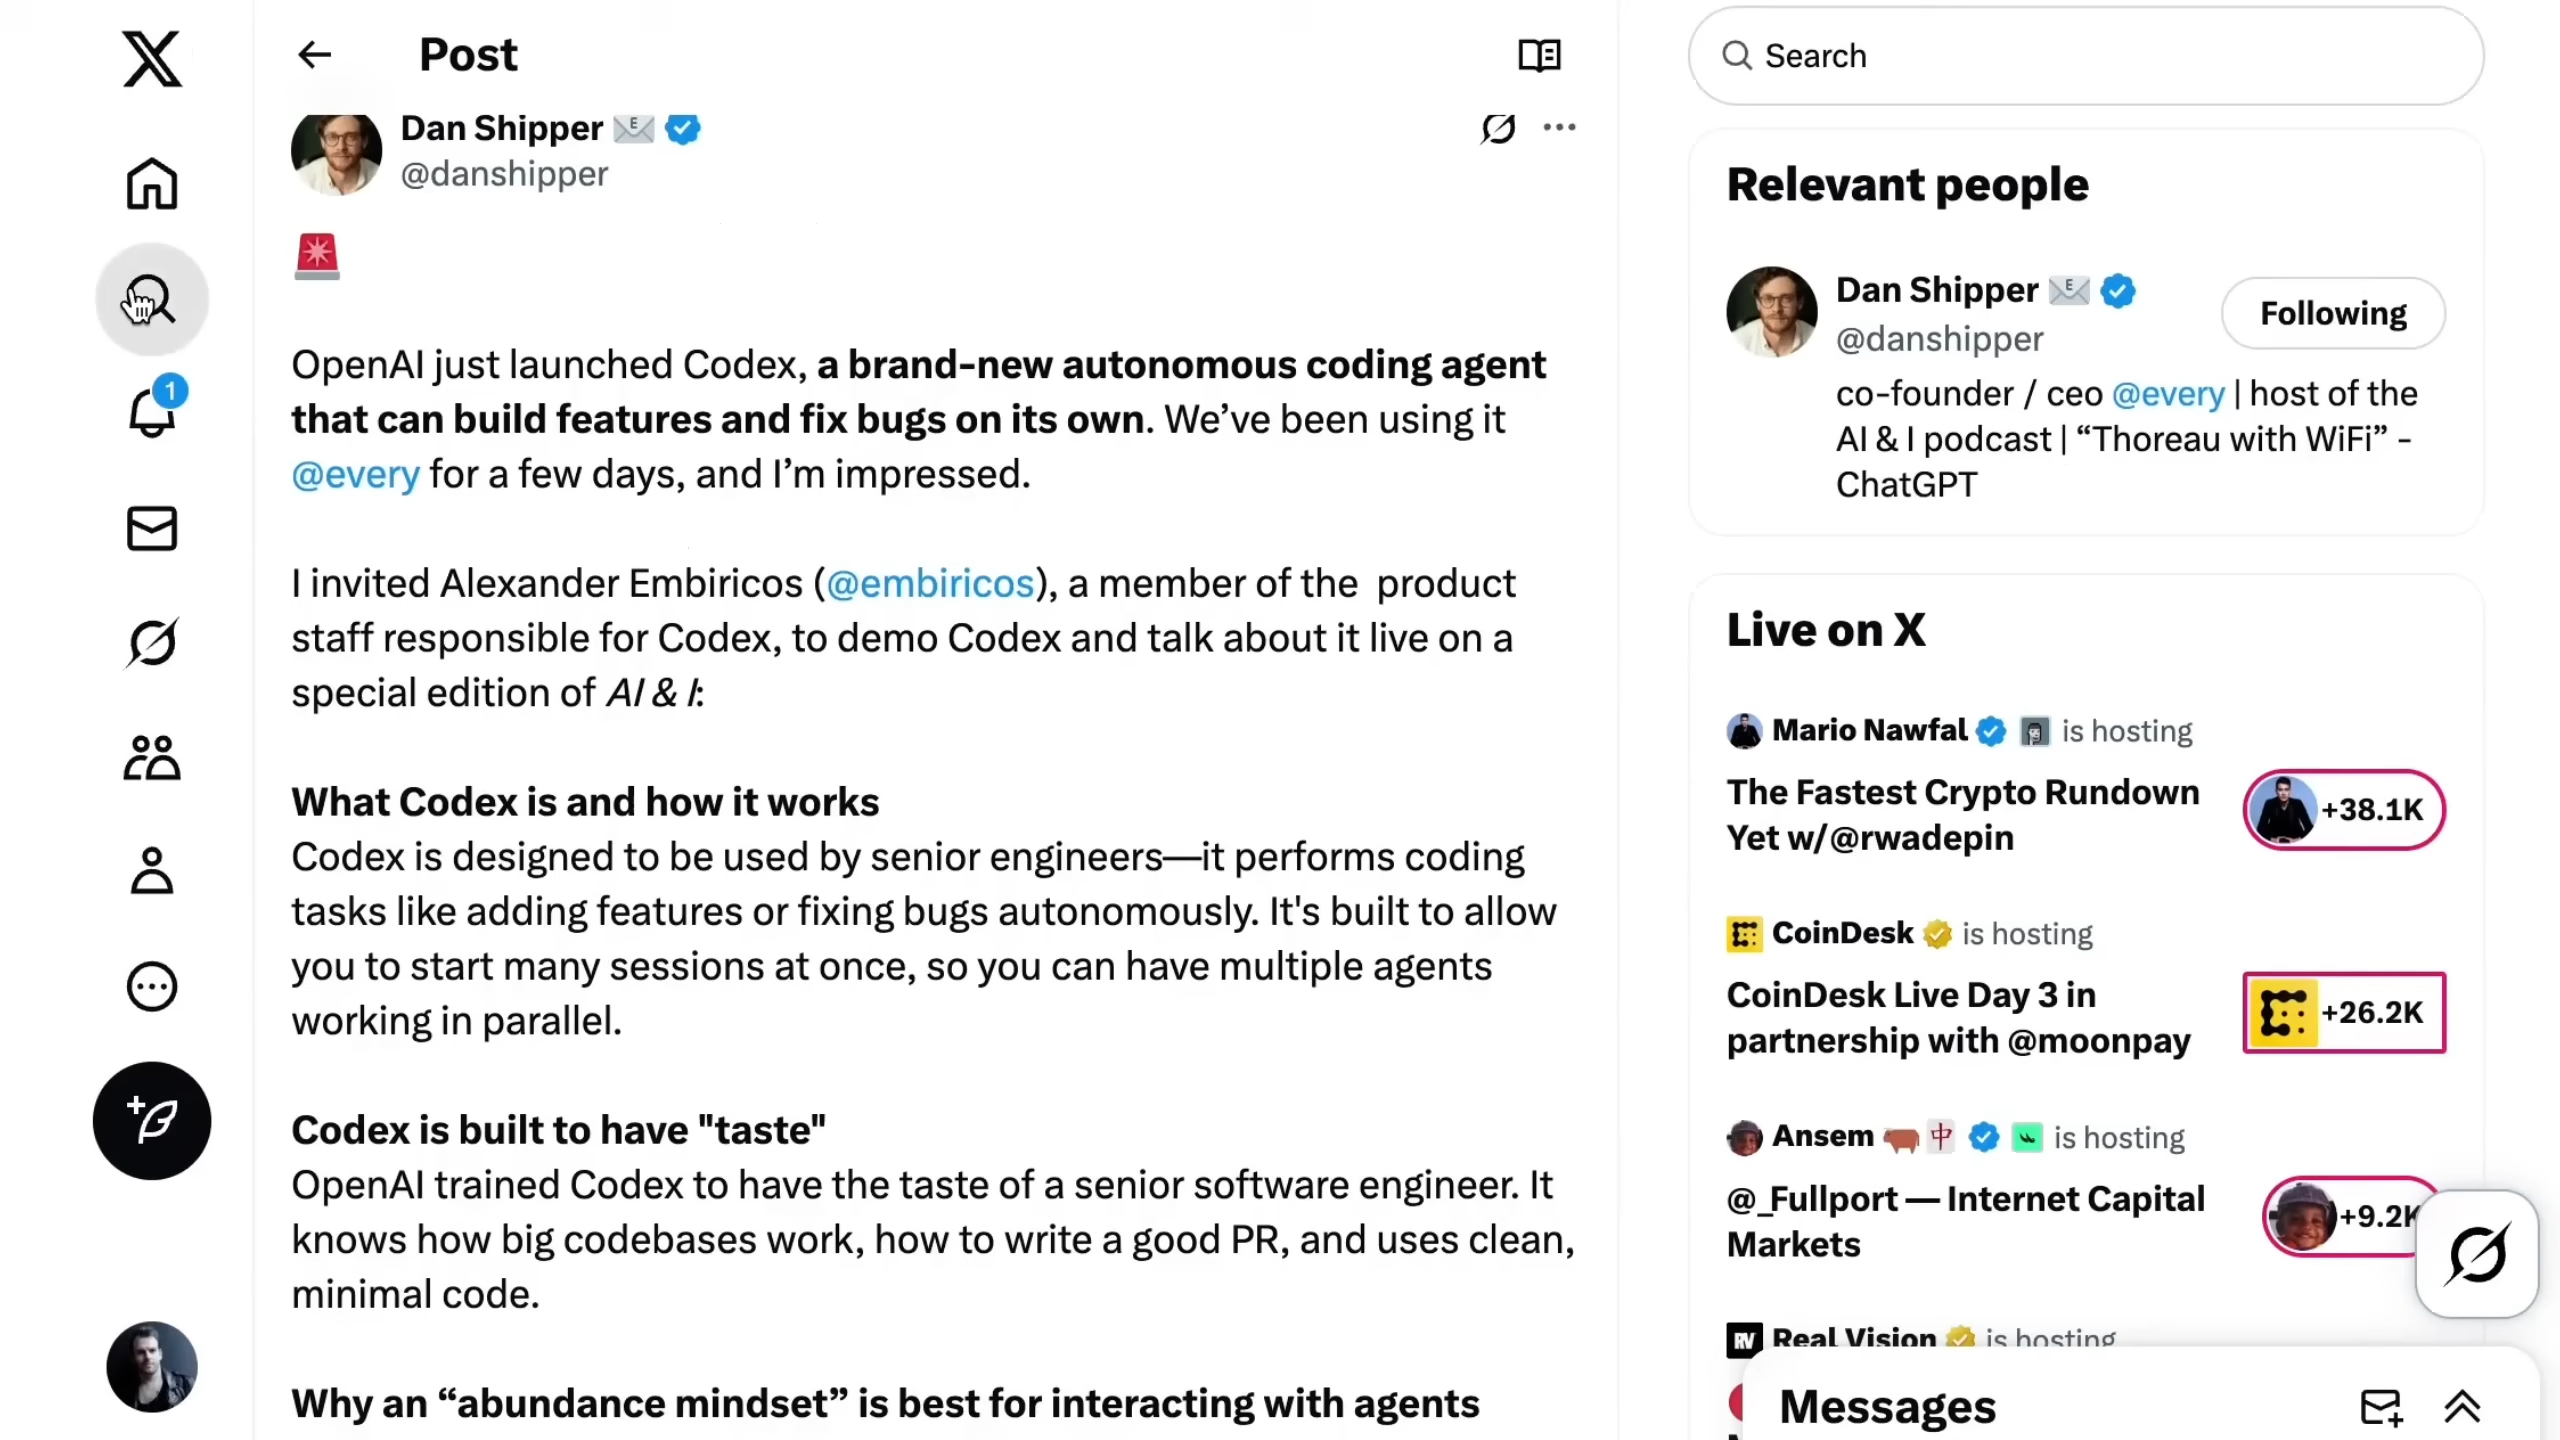 Post
Dan Shipper
@danshipper
OpenAI just launched Codex, a brand-new autonomous coding agent
that can build features and fix bugs on its own. We’ve been using it
@every for a few days, and I’m impressed.
I invited Alexander Embiricos (@embiricos), a member of the product
staff responsible for Codex, to demo Codex and talk about it live on a
special edition of AI & I:
What Codex is and how it works
Codex is designed to be used by senior engineers—it performs coding
tasks like adding features or fixing bugs autonomously. It's built to allow
you to start many sessions at once, so you can have multiple agents
working in parallel.
Codex is built to have "taste"
OpenAI trained Codex to have the taste of a senior software engineer. It
knows how big codebases work, how to write a good PR, and uses clean,
minimal code.
Why an “abundance mindset” is best for interacting with agents
1
Search
Relevant people
Dan Shipper
@danshipper
Following
co-founder / ceo @every | host of the
AI & I podcast | “Thoreau with WiFi” -
ChatGPT
Live on X
Mario Nawfal is hosting
The Fastest Crypto Rundown
Yet w/@rwadepin
+38.1K
CoinDesk is hosting
CoinDesk Live Day 3 in
partnership with @moonpay
+26.2K
Ansem 中 is hosting
@_Fullport — Internet Capital
Markets
+9.2K
RV Real Vision is hosting
Messages